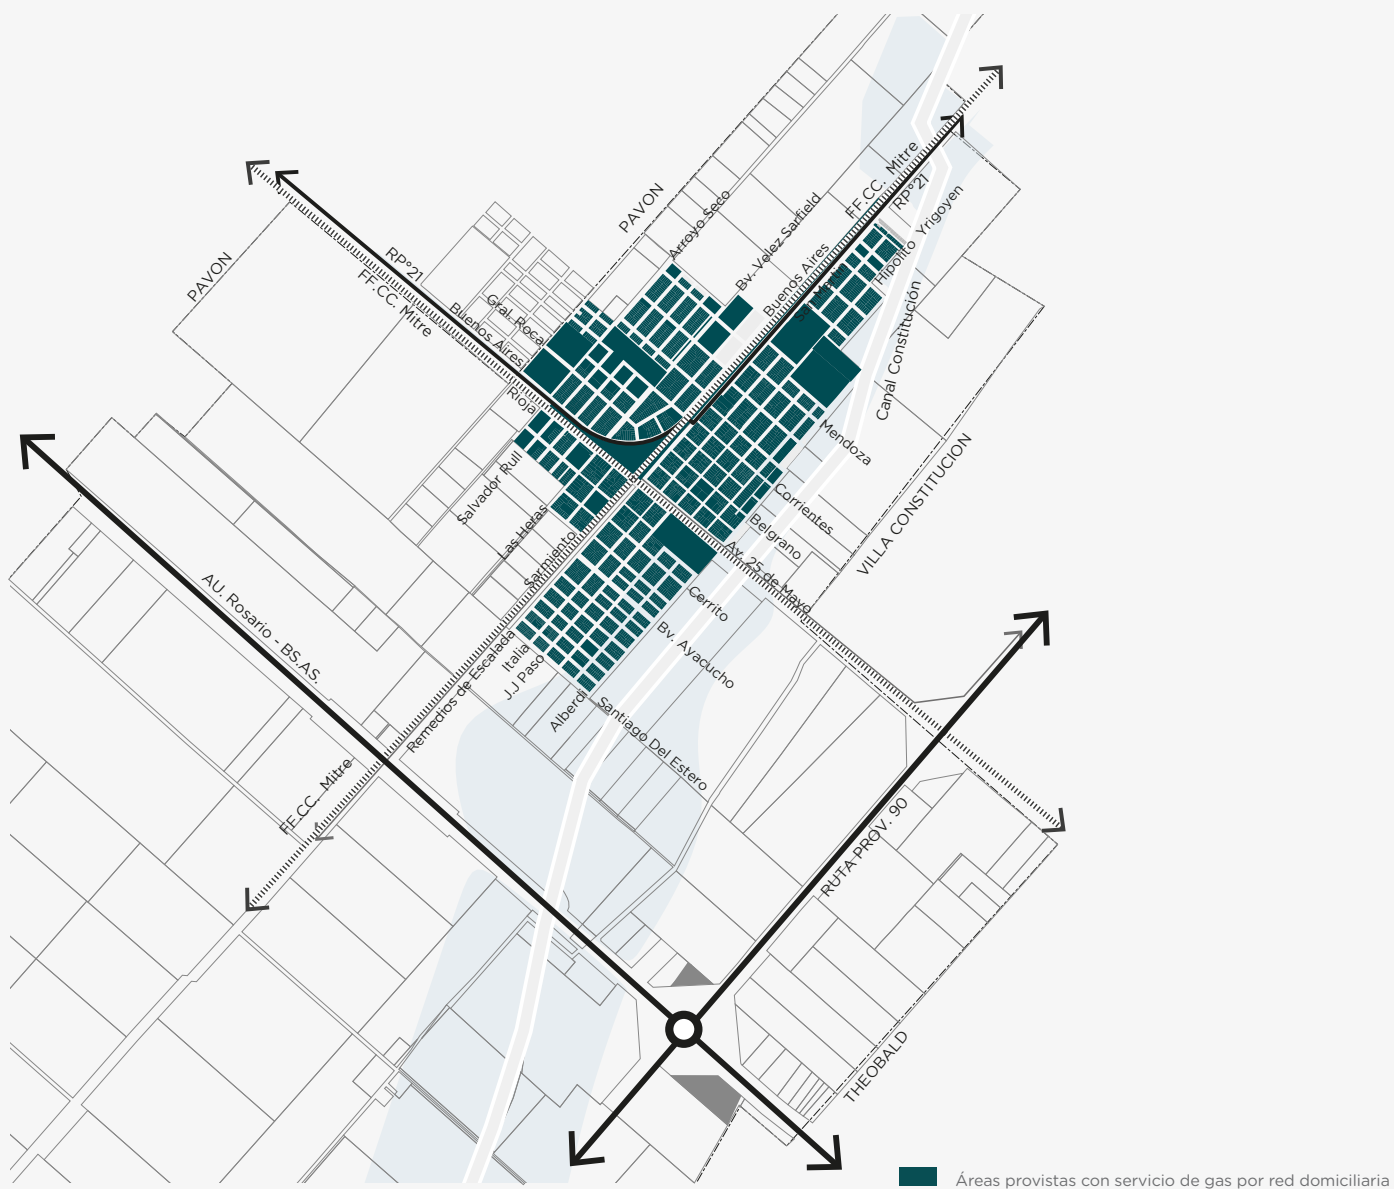 PAVON
Arroyo Seco
Bv. Velez Sarfield
FF.CC. Mitre
RP°21
Hipolito Yrigoyen
PAVON
RP°21
FF.CC. Mitre
Buenos Aires
San Martin
Gral. Roca
Buenos Aires
Canal Constitución
Rioja
Mendoza
Salvador Rull
Corrientes
VILLA CONSTITUCION
Las Heras
Belgrano
Sarmiento
Av. 25 de Mayo
AU. Rosario - BS.AS.
Cerrito
Remedios de Escalada
Italia
J.J Paso
Bv. Ayacucho
Alberdi
Santiago Del Estero
FF.CC. Mitre
RUTA PROV. 90
THEOBALD
Áreas provistas con servicio de gas por red domiciliaria